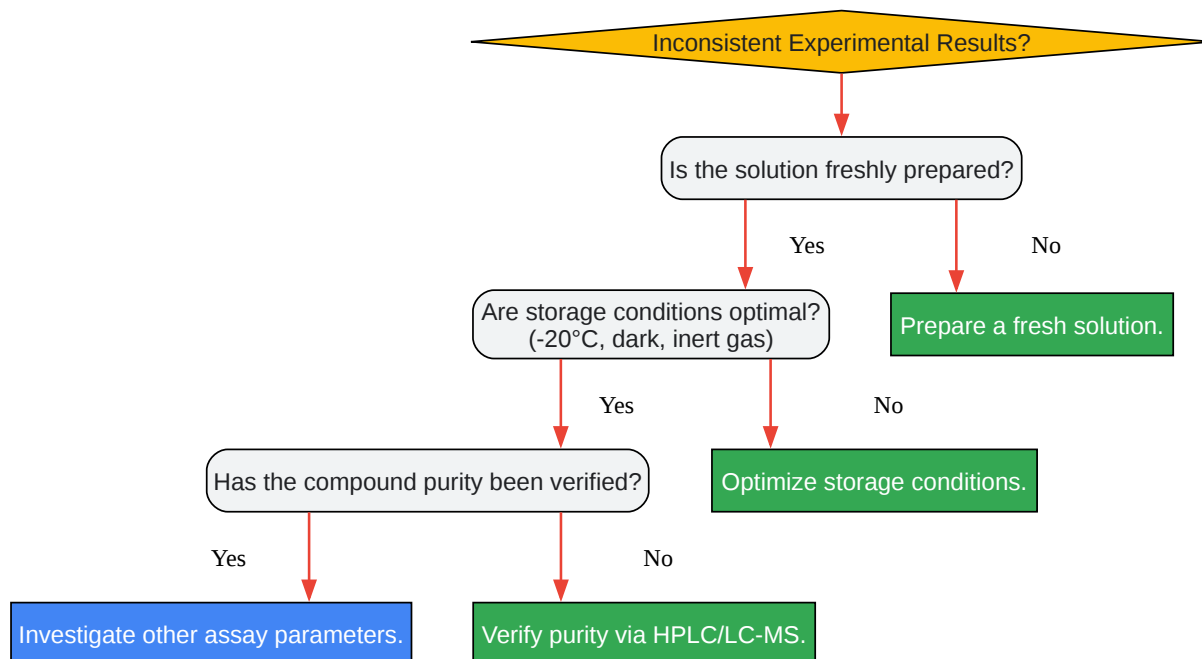 Inconsistent Experimental Results?
Is the solution freshly prepared?
Yes
No
Are storage conditions optimal?
(-20°C, dark, inert gas)
Prepare a fresh solution.
Yes
No
Has the compound purity been verified?
Optimize storage conditions.
Yes
No
Investigate other assay parameters.
Verify purity via HPLC/LC-MS.